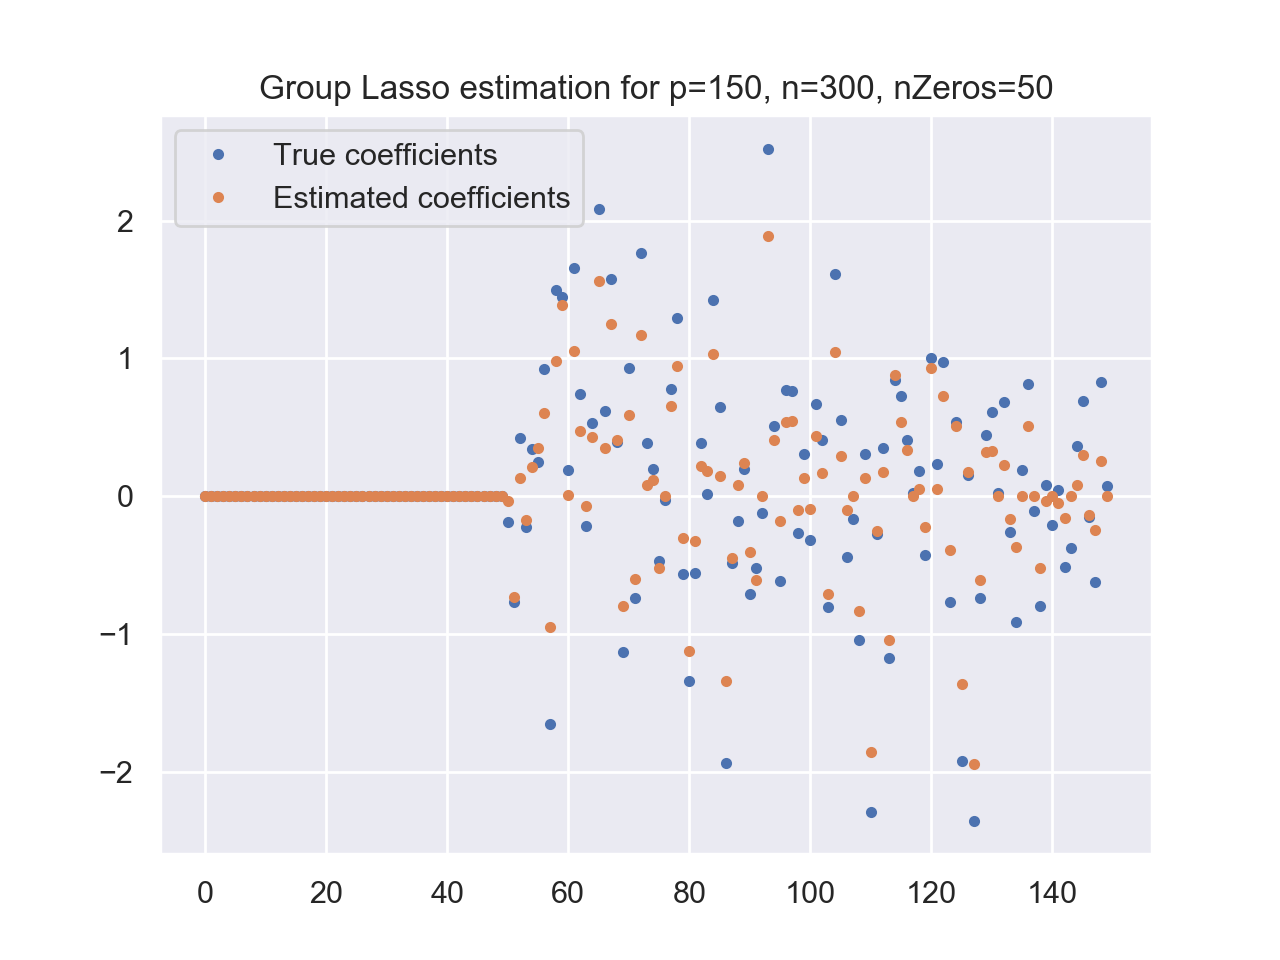 Group Lasso estimation for p=150, n=300, nZeros=50
True coefficients
Estimated coefficients
2
1
0
−1
−2
0 20 40 60 80 100 120 140